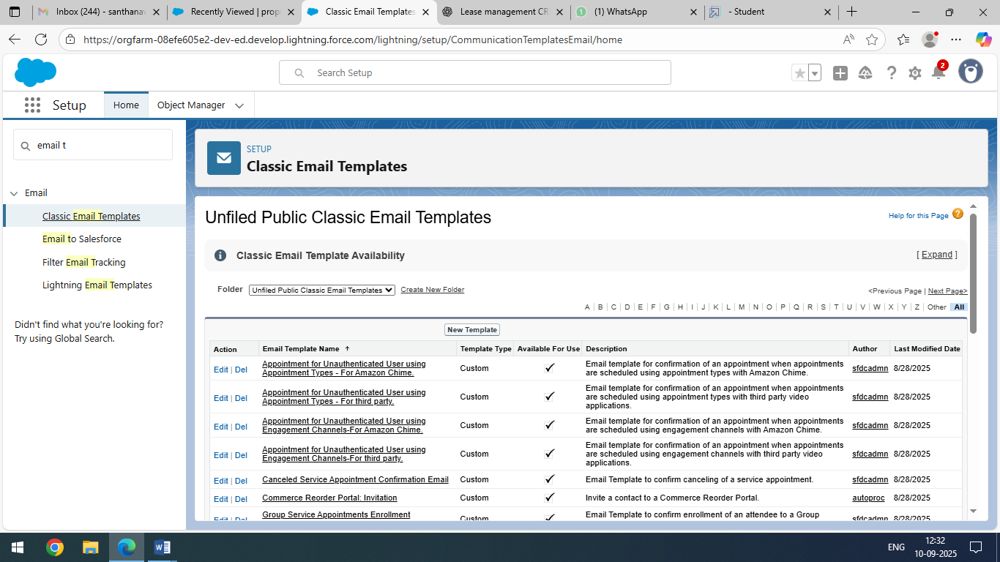 Inbox (244) - santhanav
Recently Viewed | prop
Classic Email Templates
Lease management CR
(1) WhatsApp
- Student
https://orgfarm-08efe605e2-dev-ed.develop.lightning.force.com/lightning/setup/CommunicationTemplatesEmail/home
Search Setup
2
Setup
Home
Object Manager
email t
Email
Classic Email Templates
Email to Salesforce
Filter Email Tracking
Lightning Email Templates
Didn't find what you're looking for?
Try using Global Search.
SETUP
Classic Email Templates
Unfiled Public Classic Email Templates
Help for this Page
Classic Email Template Availability
[ Expand ]
Folder Unfiled Public Classic Email Templates Create New Folder
<Previous Page | Next Page>
A | B | C | D | E | F | G | H | I | J | K | L | M | N | O | P | Q | R | S | T | U | V | W | X | Y | Z | Other | All
New Template
Action Email Template Name ↑ Template Type Available For Use Description Author Last Modified Date
Edit | Del Appointment for Unauthenticated User using Custom Email template for confirmation of an appointment when appointments sfdcadmn 8/28/2025
Appointment Types - For Amazon Chime. are scheduled using appointment types with Amazon Chime.
Edit | Del Appointment for Unauthenticated User using Custom Email template for confirmation of an appointment when appointments sfdcadmn 8/28/2025
Appointment Types - For third party. are scheduled using appointment types with third party video
applications.
Edit | Del Appointment for Unauthenticated User using Custom Email template for confirmation of an appointment when appointments sfdcadmn 8/28/2025
Engagement Channels-For Amazon Chime. are scheduled using engagement channels with Amazon Chime.
Edit | Del Appointment for Unauthenticated User using Custom Email template for confirmation of an appointment when appointments sfdcadmn 8/28/2025
Engagement Channels-For third party. are scheduled using engagement channels with third party video
applications.
Edit | Del Canceled Service Appointment Confirmation Email Custom Email Template to confirm canceling of a service appointment. sfdcadmn 8/28/2025
Edit | Del Commerce Reorder Portal: Invitation Custom Invite a contact to a Commerce Reorder Portal. autoproc 8/28/2025
Edit | Del Group Service Appointments Enrollment Custom Email Template to confirm enrollment of an attendee to a Group sfdcadmn 8/28/2025
ENG
12:32
10-09-2025